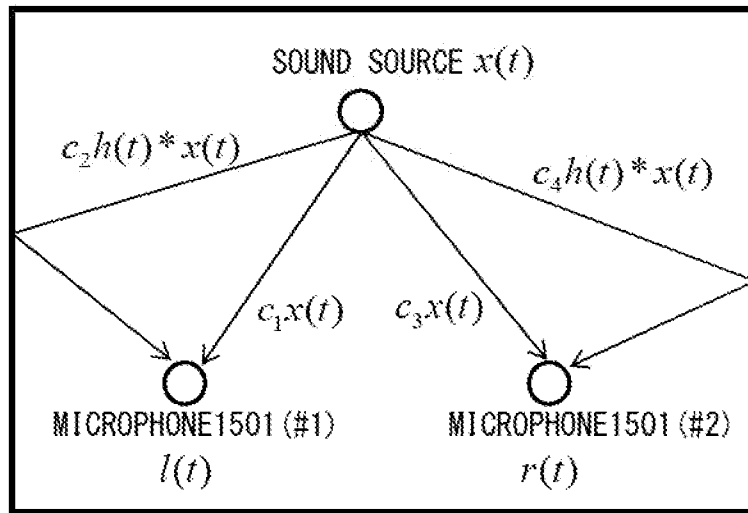 SOUND SOURCE x(t)
c₂h(t)* x(t)
c₄h(t)* x(t)
c₁x(t)
c₃x(t)
MICROPHONE1501(#1)
MICROPHONE1501(#2)
l(t)
r(t)